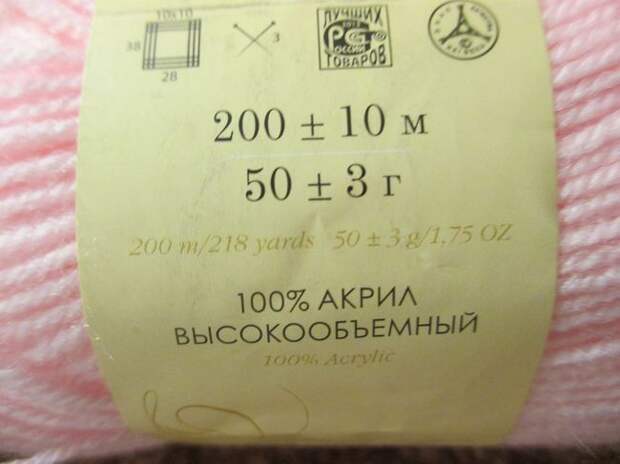 10x10
38
28
3
ЛУЧШИХ
РОССИИ
ТОВАРОВ
200 ± 10 м
50 ± 3 г
200 m/218 yards 50 ± 3 g/1,75 OZ
100% АКРИЛ
ВЫСОКООБЪЕМНЫЙ
100% Acrylic